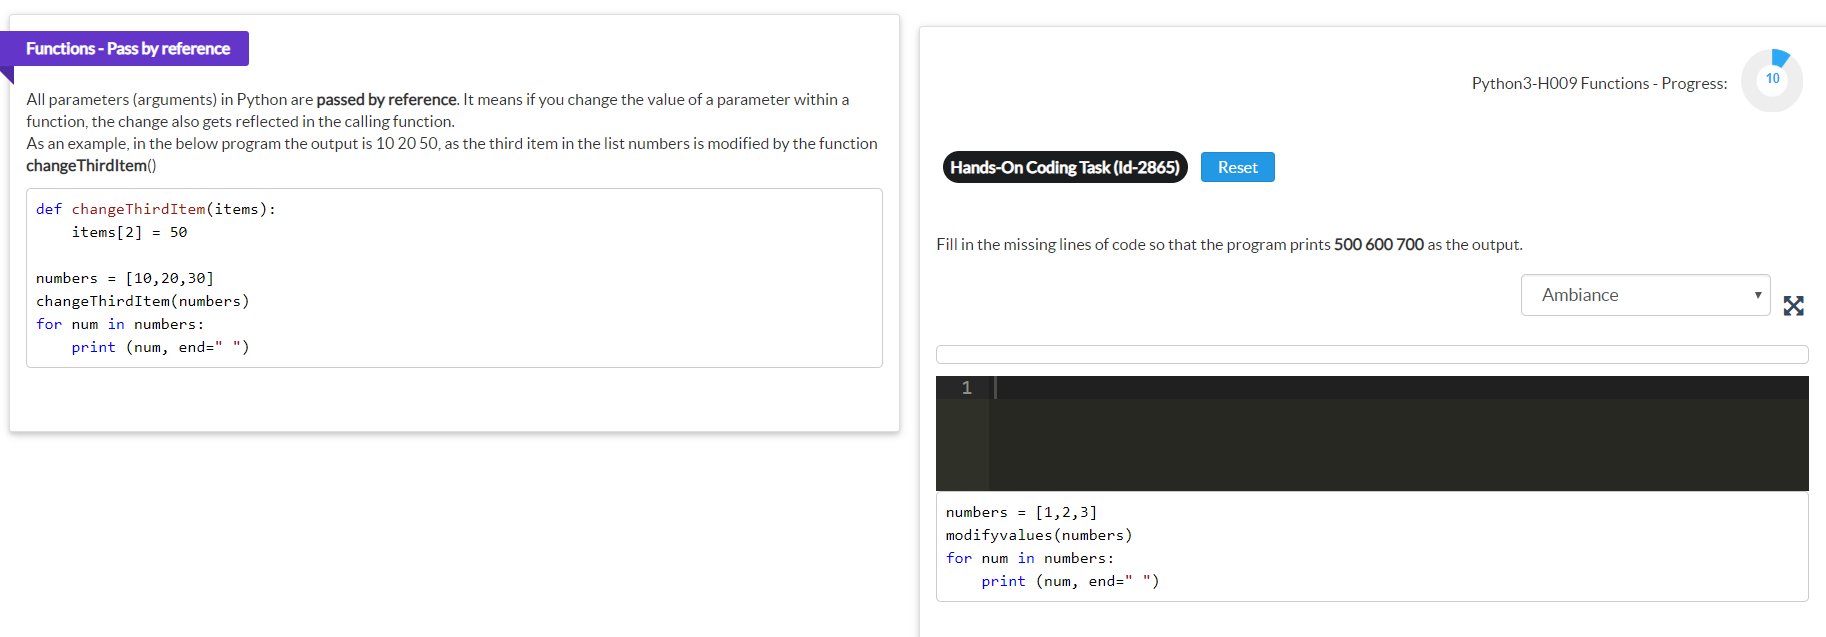 Functions - Pass by reference
All parameters (arguments) in Python are passed by reference. It means if you change the value of a parameter within a
function, the change also gets reflected in the calling function.
As an example, in the below program the output is 10 20 50, as the third item in the list numbers is modified by the function
changeThirdItem()
def changeThirdItem(items):
    items[2] = 50

numbers = [10,20,30]
changeThirdItem(numbers)
for num in numbers:
    print (num, end=" ")
Python3-H009 Functions - Progress:
10
Hands-On Coding Task (Id-2865)
Reset
Fill in the missing lines of code so that the program prints 500 600 700 as the output.
Ambiance
1
numbers = [1,2,3]
modifyvalues(numbers)
for num in numbers:
    print (num, end=" ")